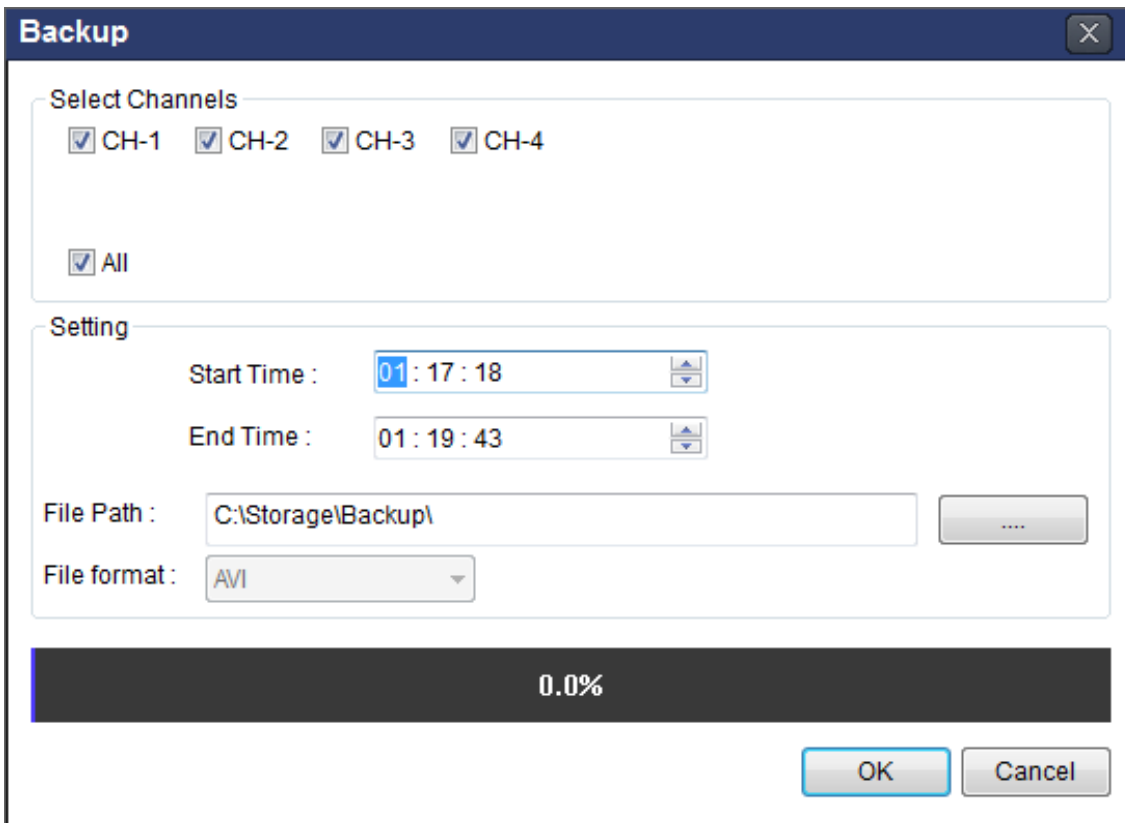 Backup
Select Channels
CH-1 CH-2 CH-3 CH-4
All
Setting
Start Time : 01 : 17 : 18
End Time : 01 : 19 : 43
File Path : C:\Storage\Backup\ ....
File format : AVI
0.0%
OK Cancel